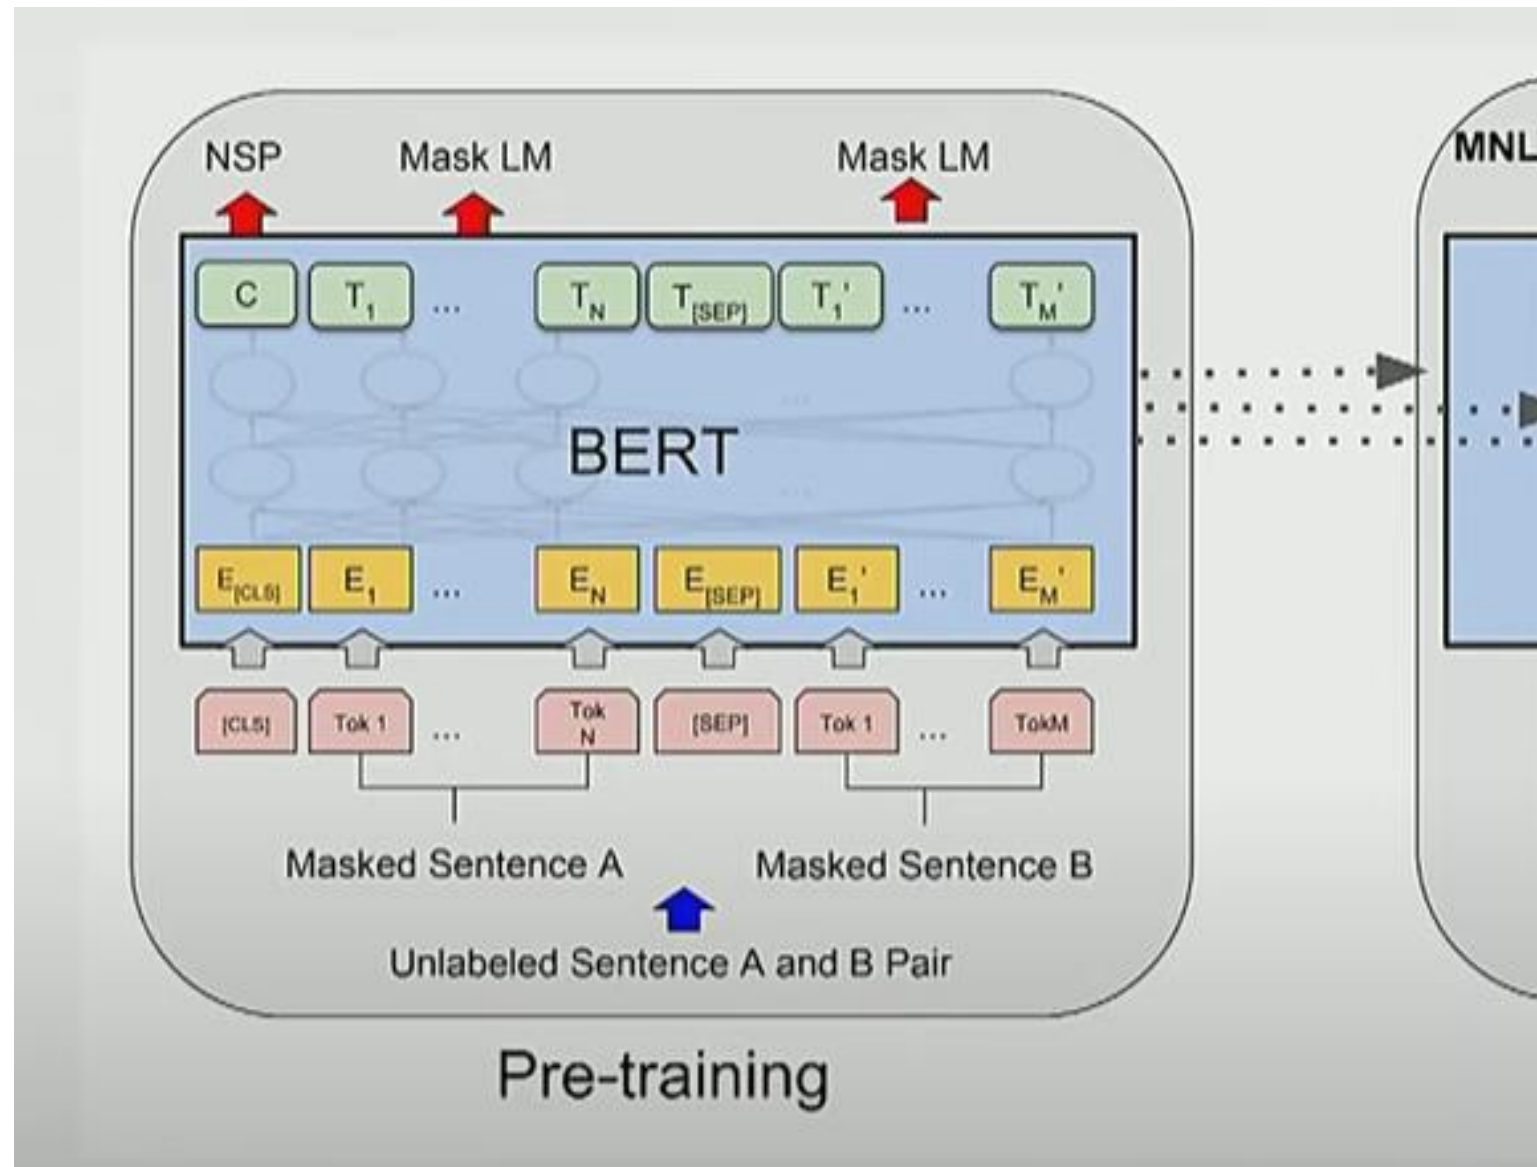 NSP Mask LM Mask LM
MNL
C T1 ... TN T[SEP] T1' ... TM'
BERT
E[CLS] E1 ... EN E[SEP] E1' ... EM'
[CLS] Tok 1 ... Tok N [SEP] Tok 1 ... TokM
Masked Sentence A Masked Sentence B
Unlabeled Sentence A and B Pair
Pre-training